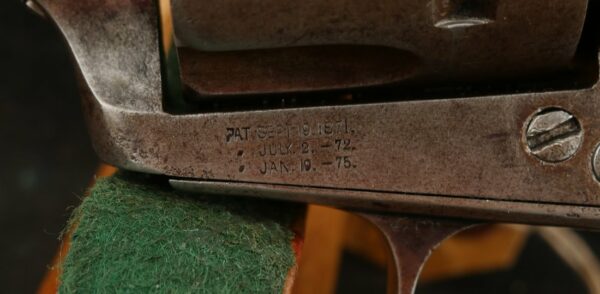 PAT. SEPT. 19. 1871.
" JULY. 2. -72.
" JAN. 19. -75.